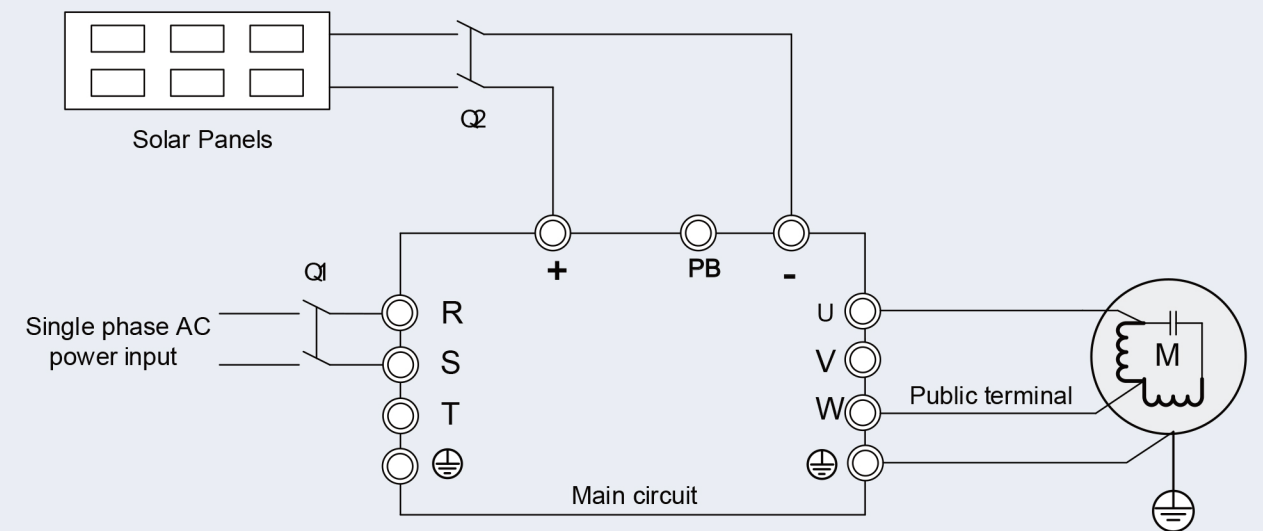 Solar Panels
Q2
+
PB
-
Q1
Single phase AC
power input
R
S
T
U
V
W
Public terminal
M
Main circuit